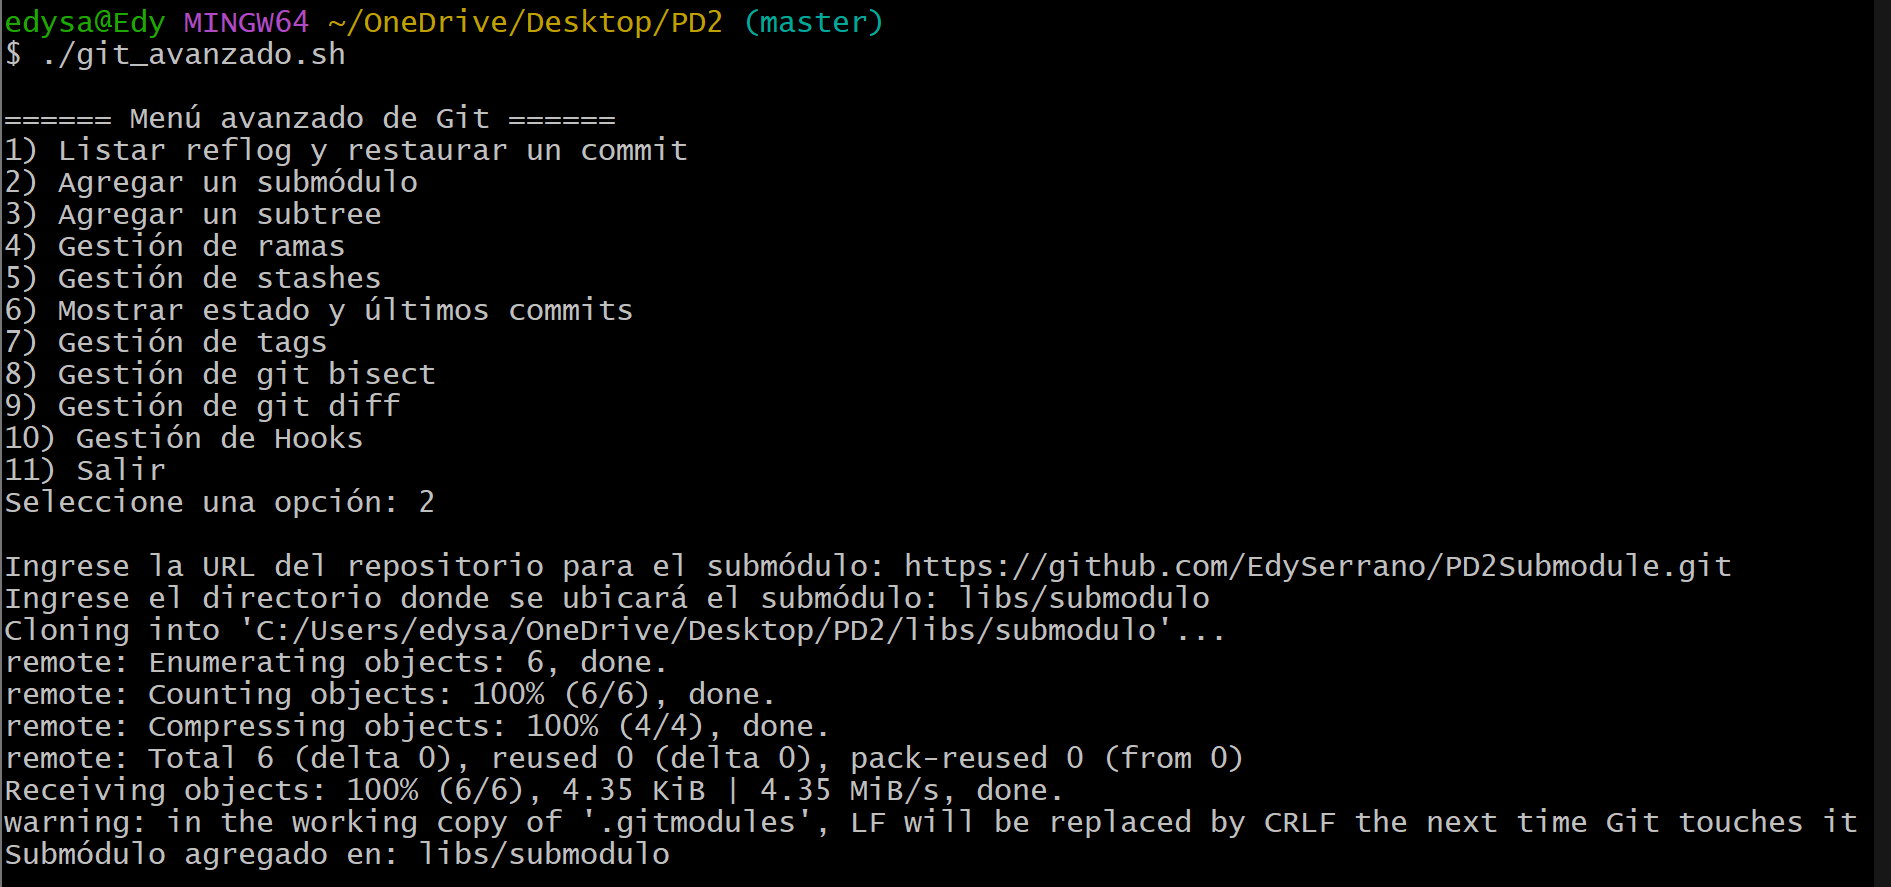 edysa@Edy MINGW64 ~/OneDrive/Desktop/PD2 (master)
$ ./git_avanzado.sh
====== Menú avanzado de Git ======
1) Listar reflog y restaurar un commit
2) Agregar un submódulo
3) Agregar un subtree
4) Gestión de ramas
5) Gestión de stashes
6) Mostrar estado y últimos commits
7) Gestión de tags
8) Gestión de git bisect
9) Gestión de git diff
10) Gestión de Hooks
11) Salir
Seleccione una opción: 2
Ingrese la URL del repositorio para el submódulo: https://github.com/EdySerrano/PD2Submodule.git
Ingrese el directorio donde se ubicará el submódulo: libs/submodulo
Cloning into 'C:/Users/edysa/OneDrive/Desktop/PD2/libs/submodulo'...
remote: Enumerating objects: 6, done.
remote: Counting objects: 100% (6/6), done.
remote: Compressing objects: 100% (4/4), done.
remote: Total 6 (delta 0), reused 0 (delta 0), pack-reused 0 (from 0)
Receiving objects: 100% (6/6), 4.35 KiB | 4.35 MiB/s, done.
warning: in the working copy of '.gitmodules', LF will be replaced by CRLF the next time Git touches it
Submódulo agregado en: libs/submodulo